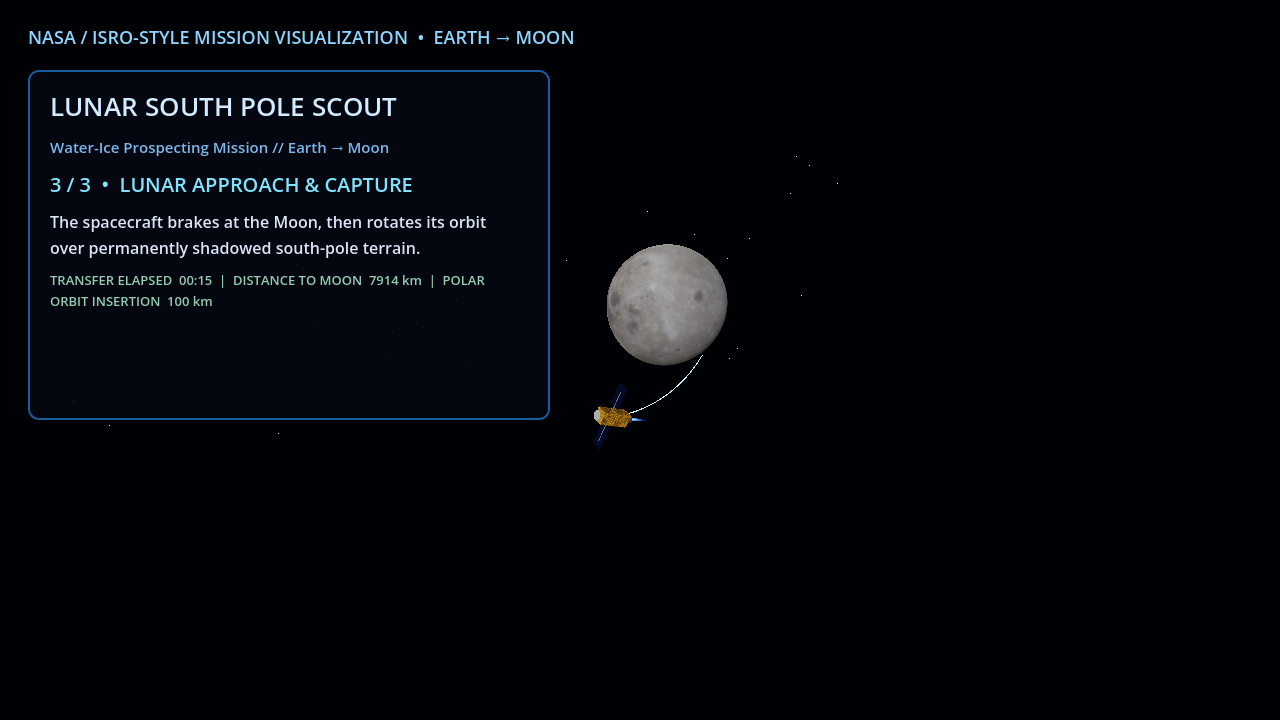 NASA / ISRO-STYLE MISSION VISUALIZATION • EARTH → MOON
LUNAR SOUTH POLE SCOUT
Water-Ice Prospecting Mission // Earth → Moon
3 / 3 • LUNAR APPROACH & CAPTURE
The spacecraft brakes at the Moon, then rotates its orbit
over permanently shadowed south-pole terrain.
TRANSFER ELAPSED 00:15 | DISTANCE TO MOON 7914 km | POLAR
ORBIT INSERTION 100 km